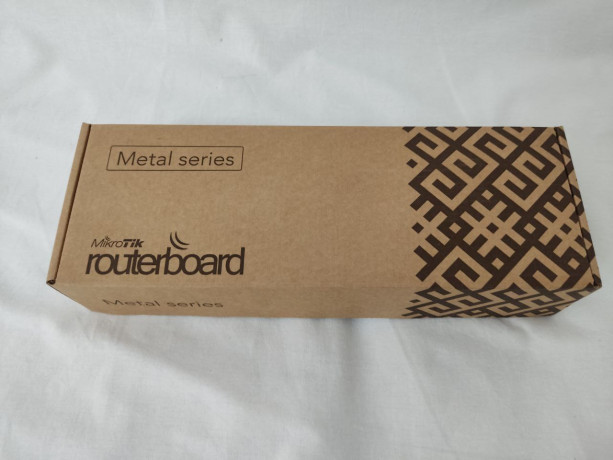 Metal series
MikroTik
routerboard
Metal series